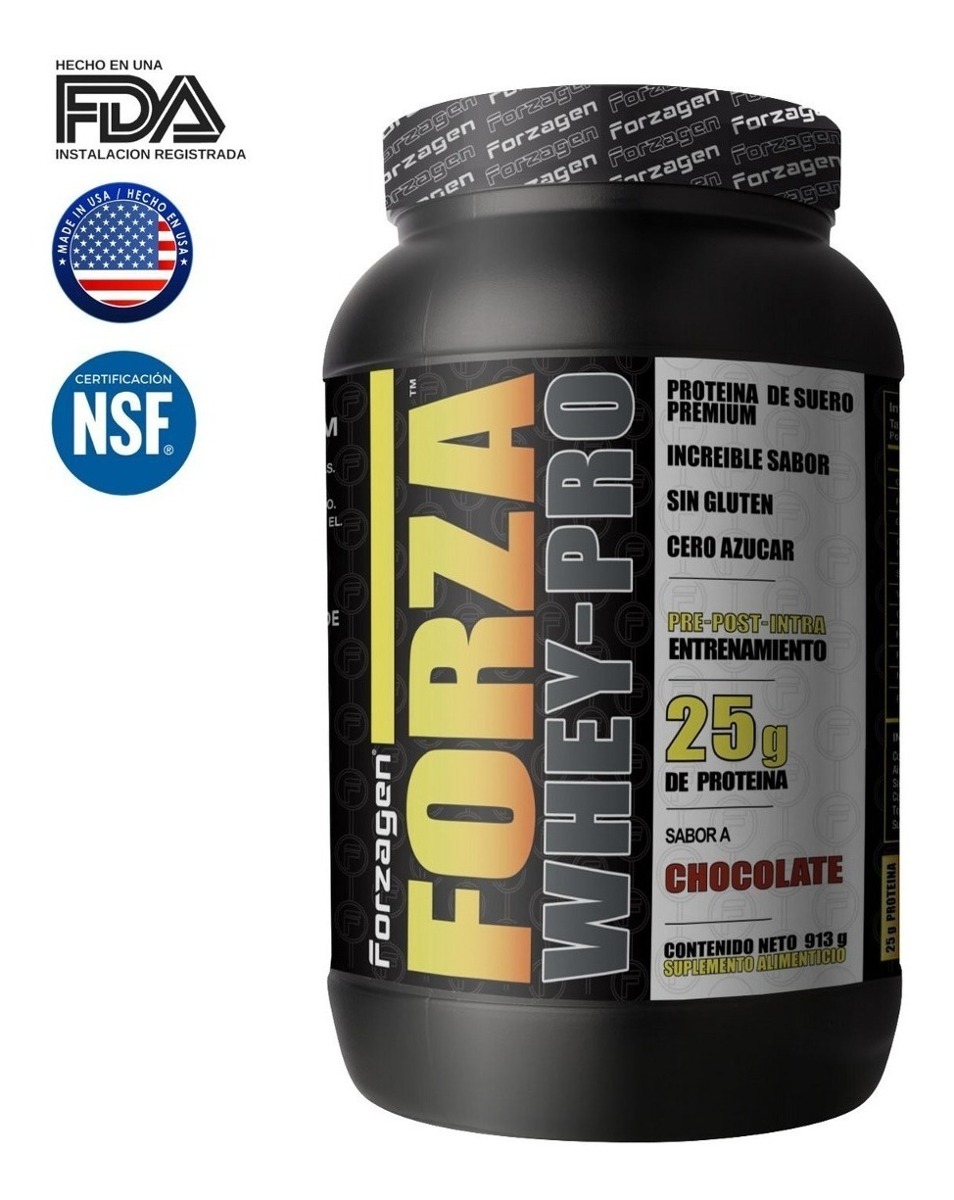 HECHO EN UNA
FDA
INSTALACION REGISTRADA
MADE IN USA / HECHO EN USA
CERTIFICACIÓN
NSF®
Forzagen
Forzagen®
FORZA™
WHEY-PRO
PROTEINA DE SUERO
PREMIUM
INCREIBLE SABOR
SIN GLUTEN
CERO AZUCAR
PRE-POST-INTRA
ENTRENAMIENTO
25g
DE PROTEINA
SABOR A
CHOCOLATE
CONTENIDO NETO 913 g
SUPLEMENTO ALIMENTICIO
25 g PROTEINA